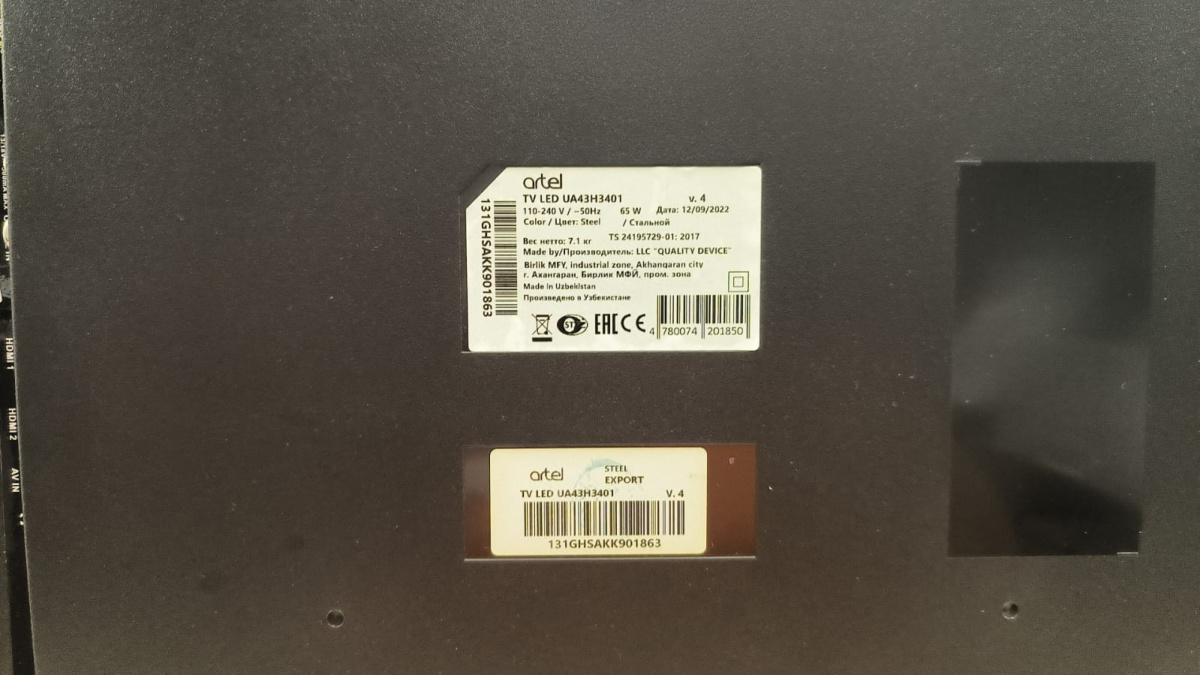 artel
TV LED UA43H3401 v. 4
110-240 V / ~50Hz 65 W Дата: 12/09/2022
Color / Цвет: Steel / Стальной
Вес нетто: 7.1 кг TS 24195729-01: 2017
Made by/Производитель: LLC "QUALITY DEVICE"
Birlik MFY, industrial zone, Akhangaran city
г. Ахангаран, Бирлик МФЙ, пром. зона
Made in Uzbekistan
Произведено в Узбекистане
131GHSAKK901863
ST EAC CE
4 780074 201850
artel STEEL
EXPORT
TV LED UA43H3401 V. 4
131GHSAKK901863
HDMI 1
HDMI 2
AV IN